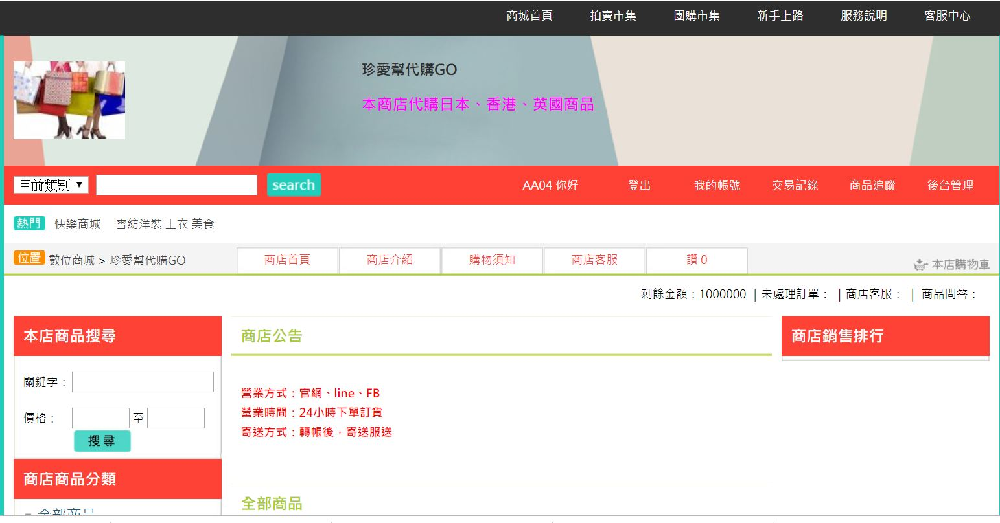 商城首頁 拍賣市集 團購市集 新手上路 服務說明 客服中心
珍愛幫代購GO
本商店代購日本、香港、英國商品
目前類別 search AA04 你好 登出 我的帳號 交易記錄 商品追蹤 後台管理
熱門 快樂商城 雪紡洋裝 上衣 美食
位置 數位商城 > 珍愛幫代購GO 商店首頁 商店介紹 購物須知 商店客服 讚 0 本店購物車
剩餘金額：1000000 ｜未處理訂單： ｜商店客服： ｜ 商品問答：
本店商品搜尋
關鍵字：
價格： 至
搜尋
商店商品分類
全部商品
商店公告
營業方式：官網、line、FB
營業時間：24小時下單訂貨
寄送方式：轉帳後，寄送服送
全部商品
商店銷售排行